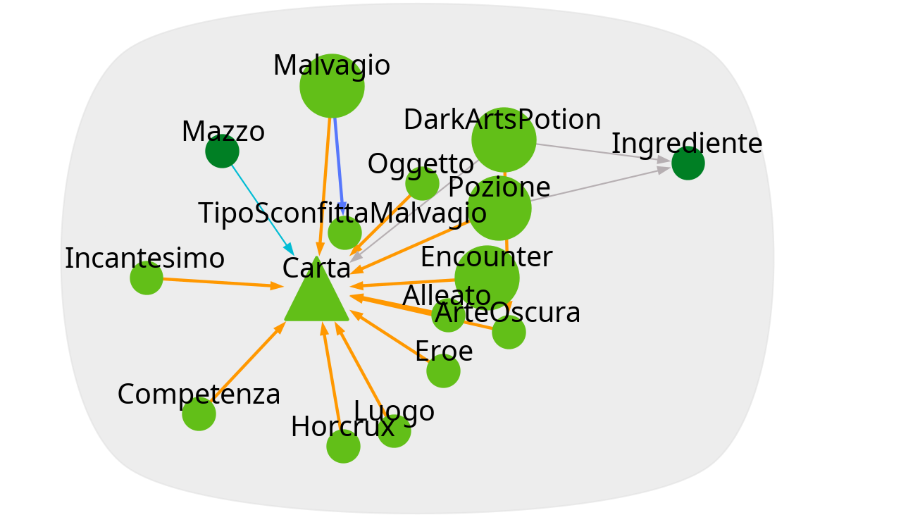 Malvagio
DarkArtsPotion
Mazzo
Ingrediente
Oggetto
Pozione
TipoSconfittaMalvagio
Incantesimo
Encounter
Carta
Alleato
ArteOscura
Eroe
Competenza
Luogo
Horcrux